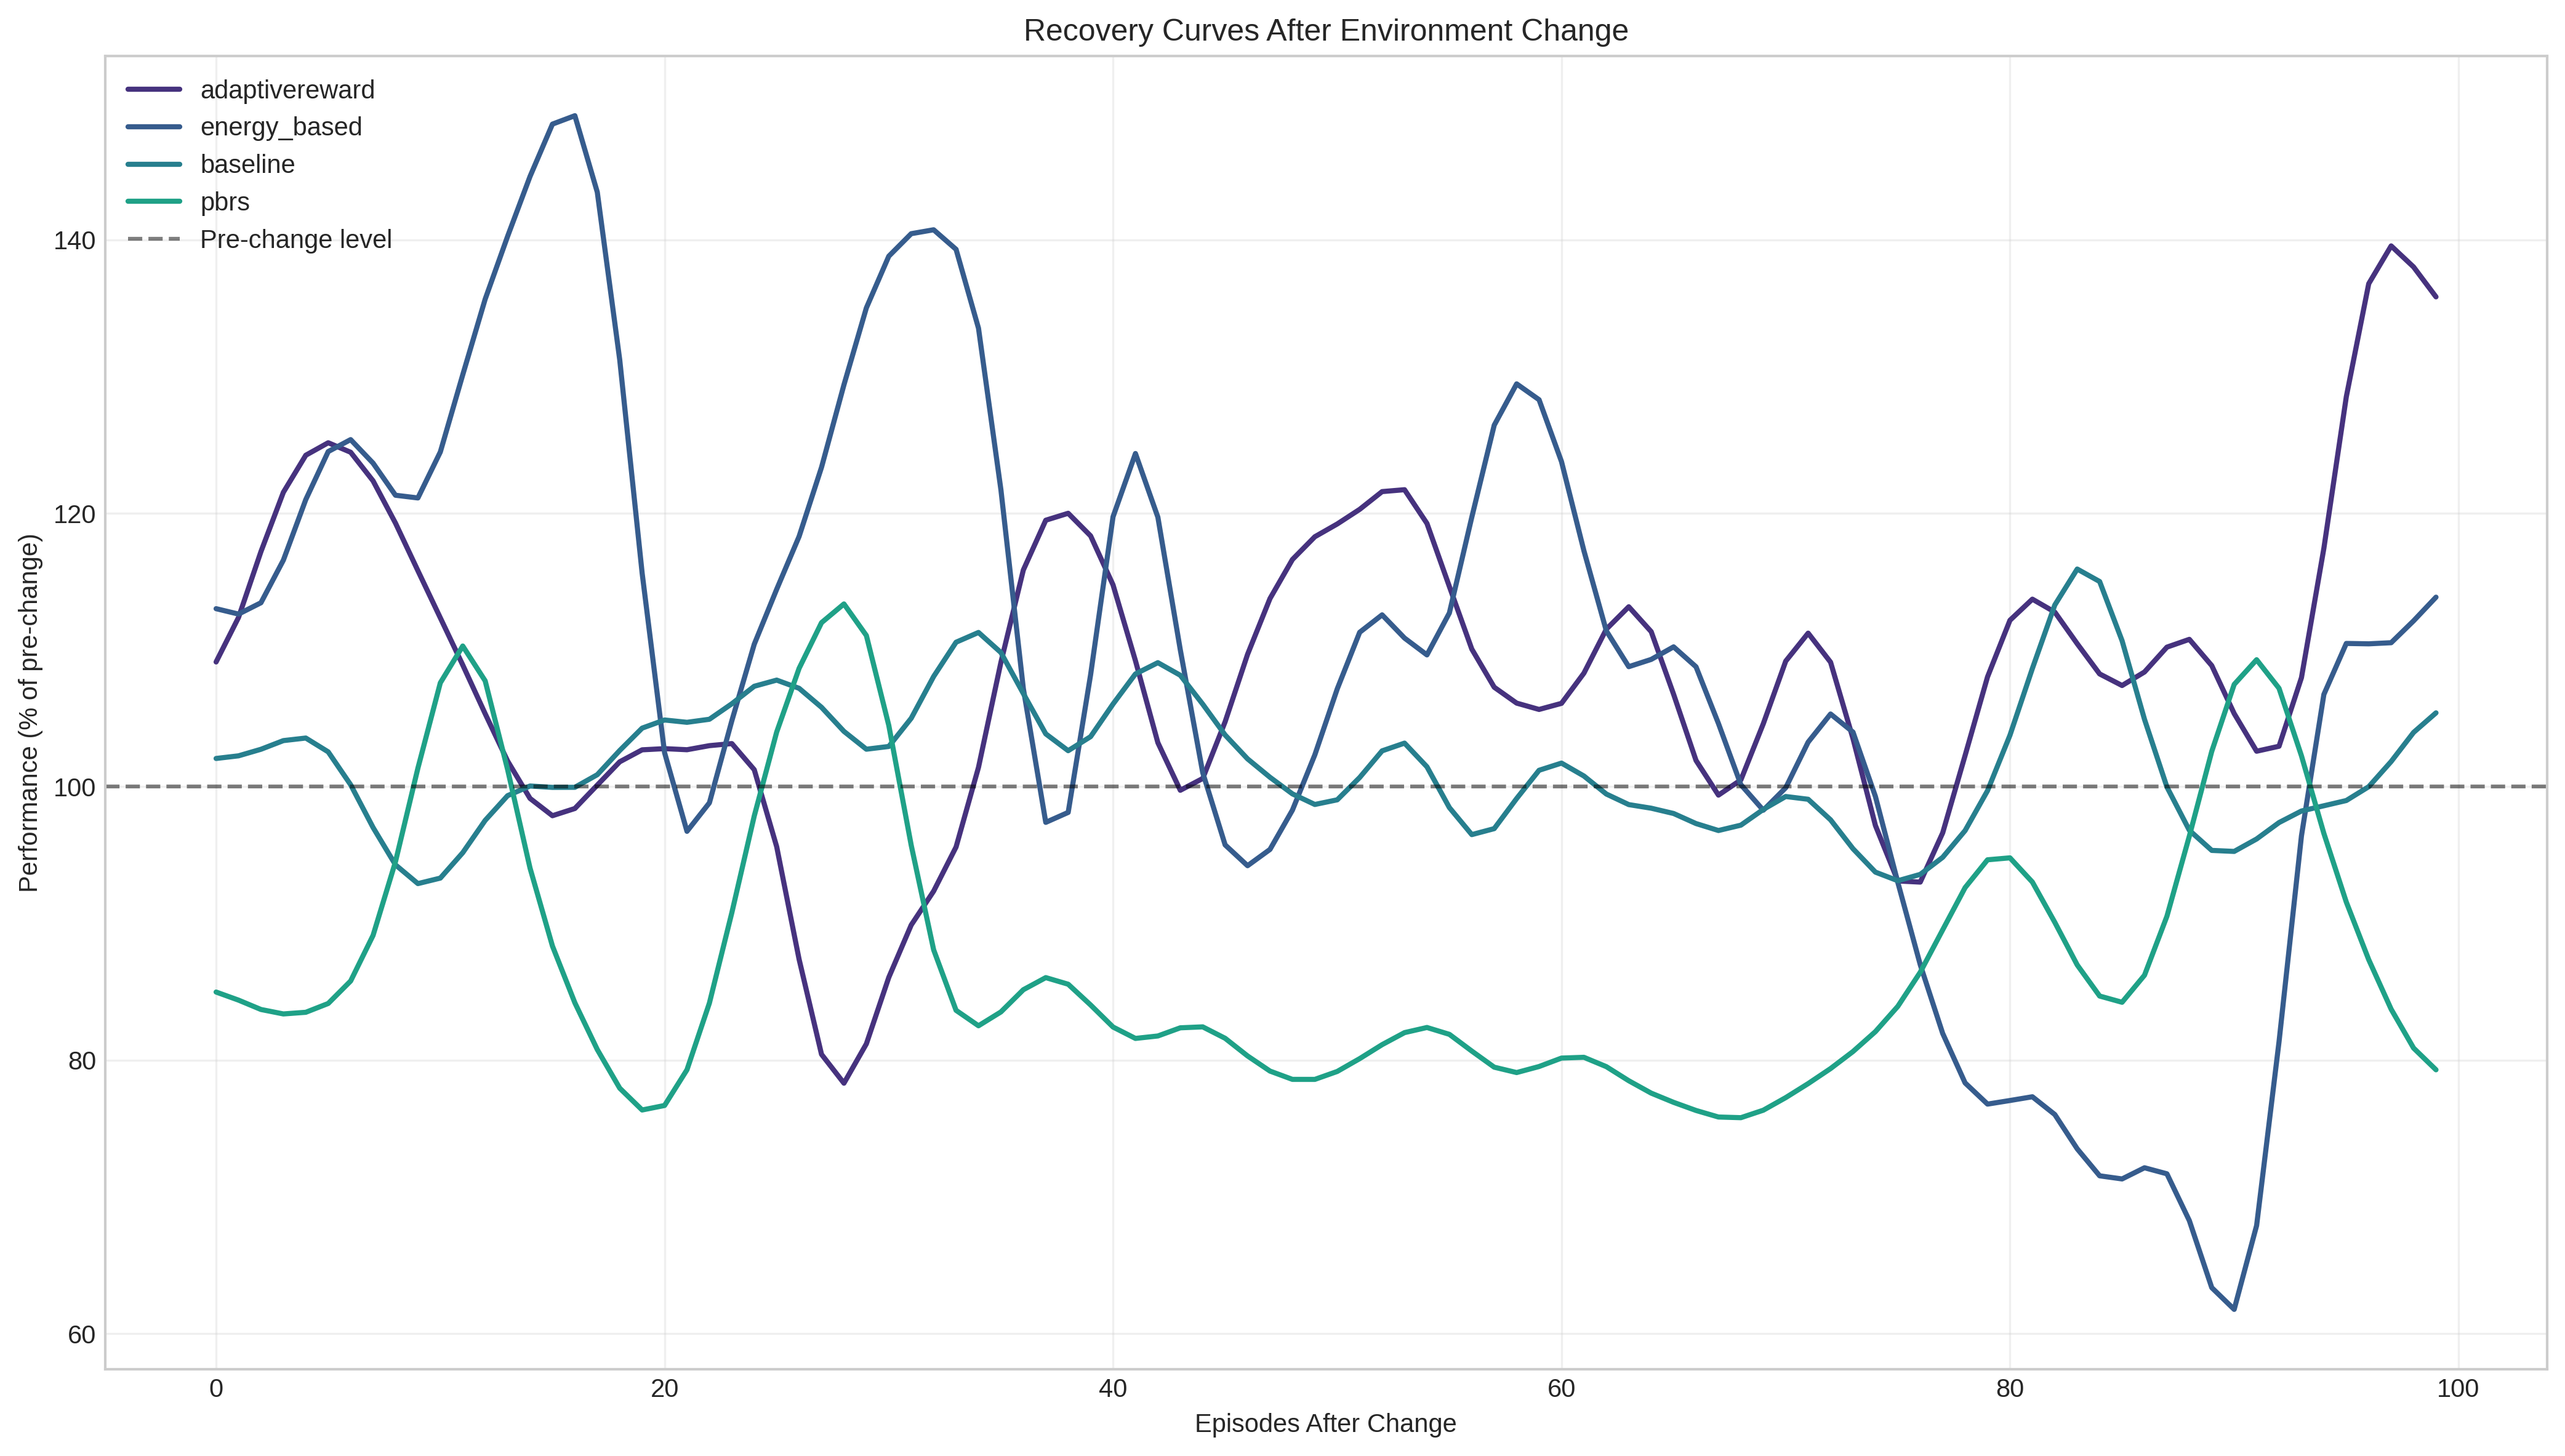 Recovery Curves After Environment Change
adaptivereward
energy_based
baseline
pbrs
Pre-change level
Performance (% of pre-change)
140
120
100
80
60
0 20 40 60 80 100
Episodes After Change